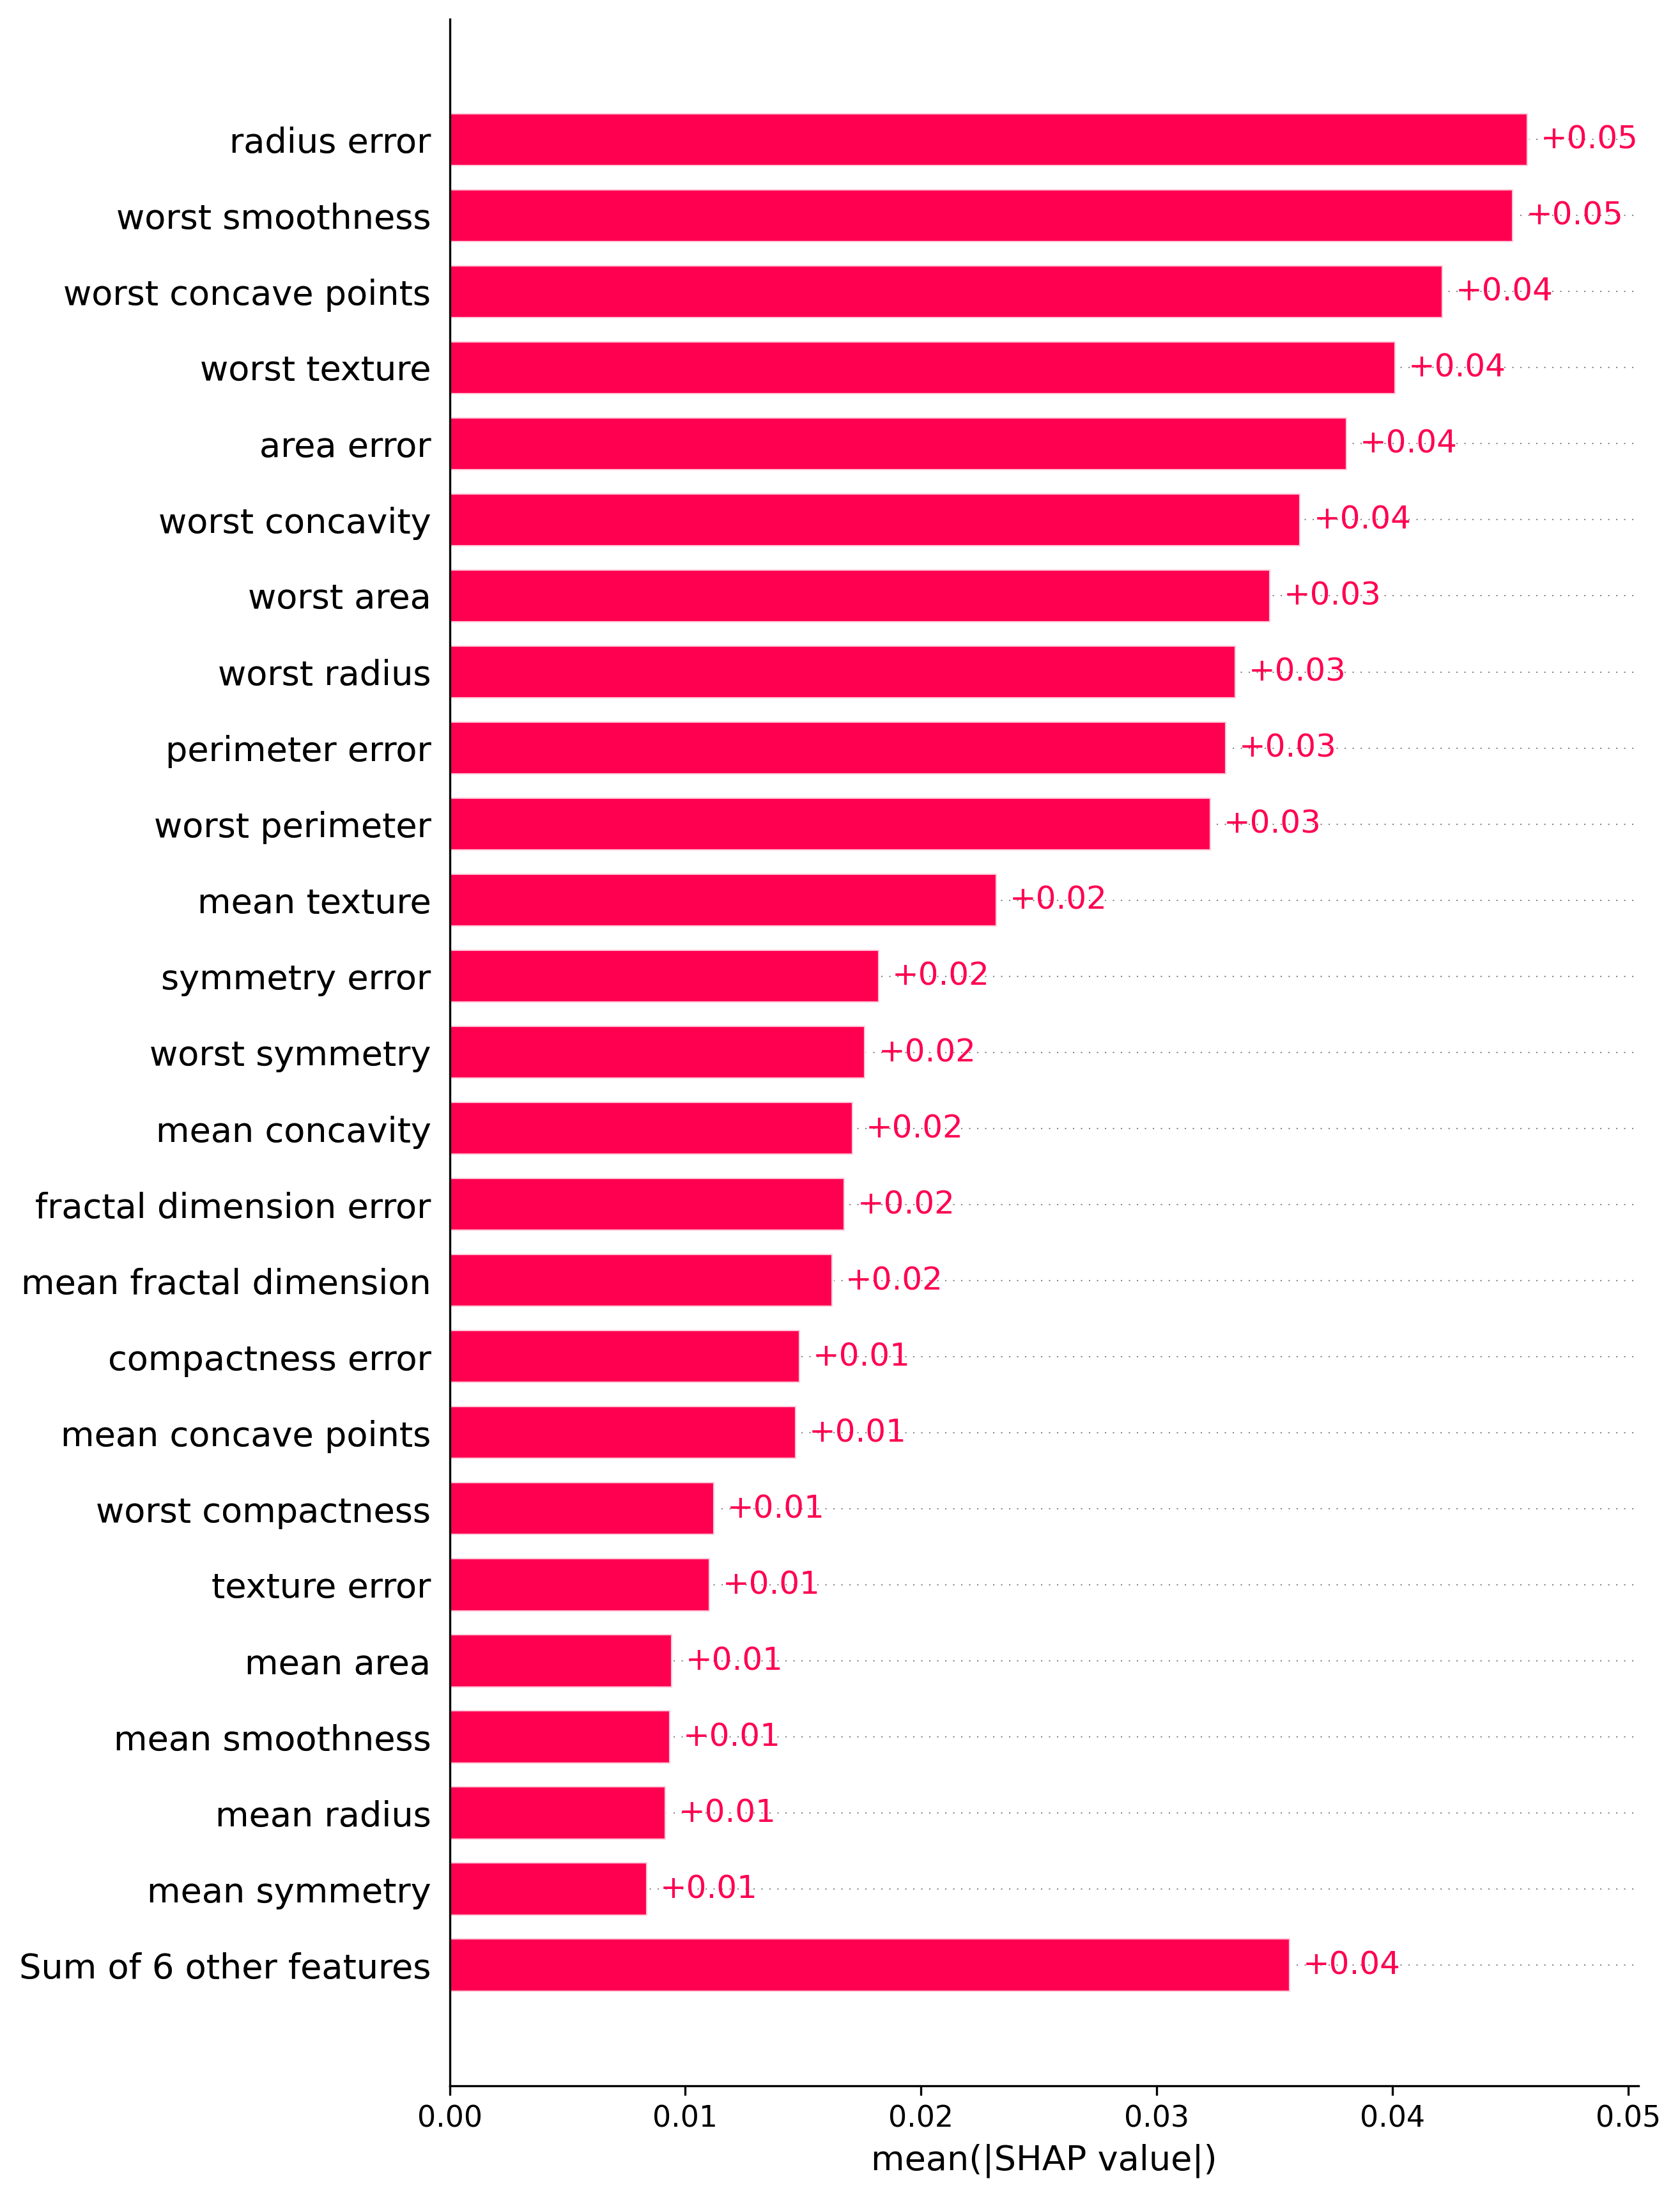 radius error +0.05
worst smoothness +0.05
worst concave points +0.04
worst texture +0.04
area error +0.04
worst concavity +0.04
worst area +0.03
worst radius +0.03
perimeter error +0.03
worst perimeter +0.03
mean texture +0.02
symmetry error +0.02
worst symmetry +0.02
mean concavity +0.02
fractal dimension error +0.02
mean fractal dimension +0.02
compactness error +0.01
mean concave points +0.01
worst compactness +0.01
texture error +0.01
mean area +0.01
mean smoothness +0.01
mean radius +0.01
mean symmetry +0.01
Sum of 6 other features +0.04
0.00 0.01 0.02 0.03 0.04 0.05
mean(|SHAP value|)